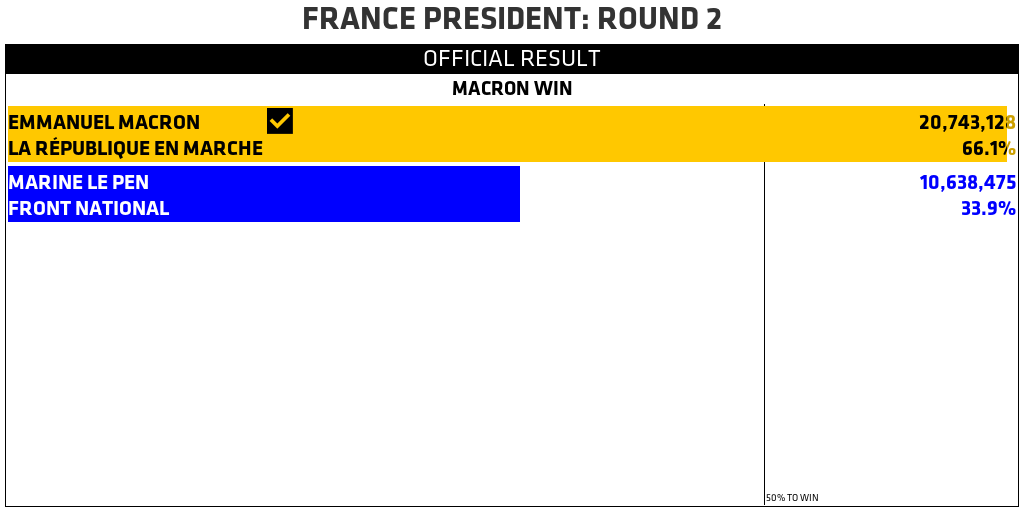 FRANCE PRESIDENT: ROUND 2
OFFICIAL RESULT
MACRON WIN
EMMANUEL MACRON 20,743,128
LA RÉPUBLIQUE EN MARCHE 66.1%
MARINE LE PEN 10,638,475
FRONT NATIONAL 33.9%
50% TO WIN